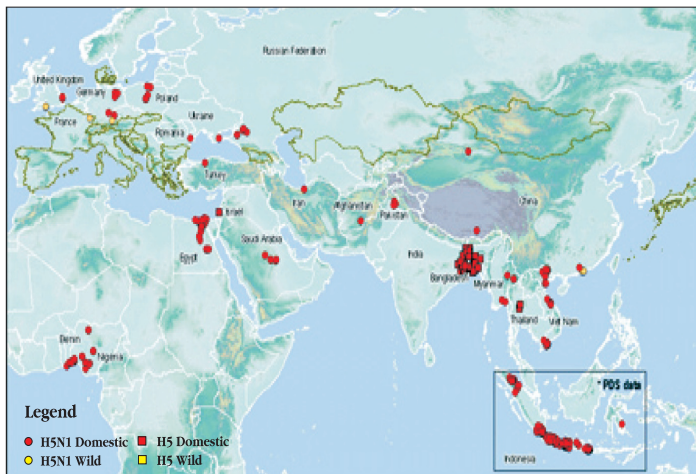 Russian Federation
United Kingdom
Germany
Poland
Ukraine
France
Romania
Turkey
Israel
Iran
Afghanistan
Pakistan
China
Egypt
Saudi Arabia
India
Bangladesh
Myanmar
Thailand
Viet Nam
Benin
Nigeria
* PDS data
Indonesia
Legend
H5N1 Domestic
H5 Domestic
H5N1 Wild
H5 Wild